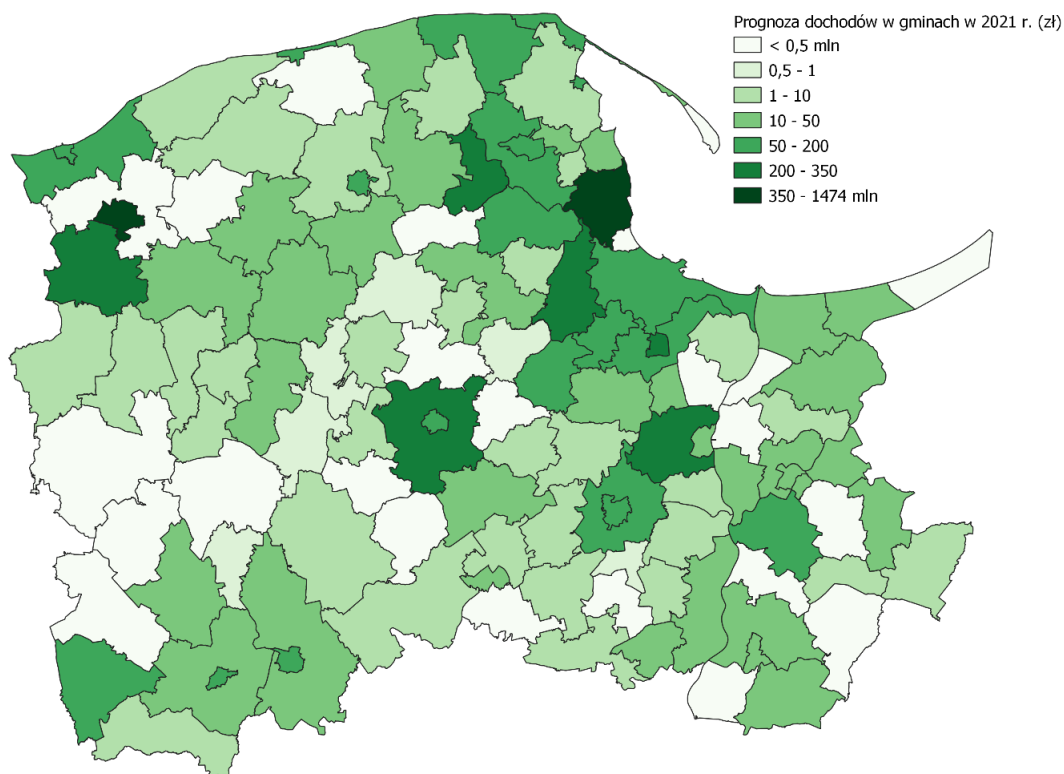 Prognoza dochodów w gminach w 2021 r. (zł)
< 0,5 mln
0,5 - 1
1 - 10
10 - 50
50 - 200
200 - 350
350 - 1474 mln